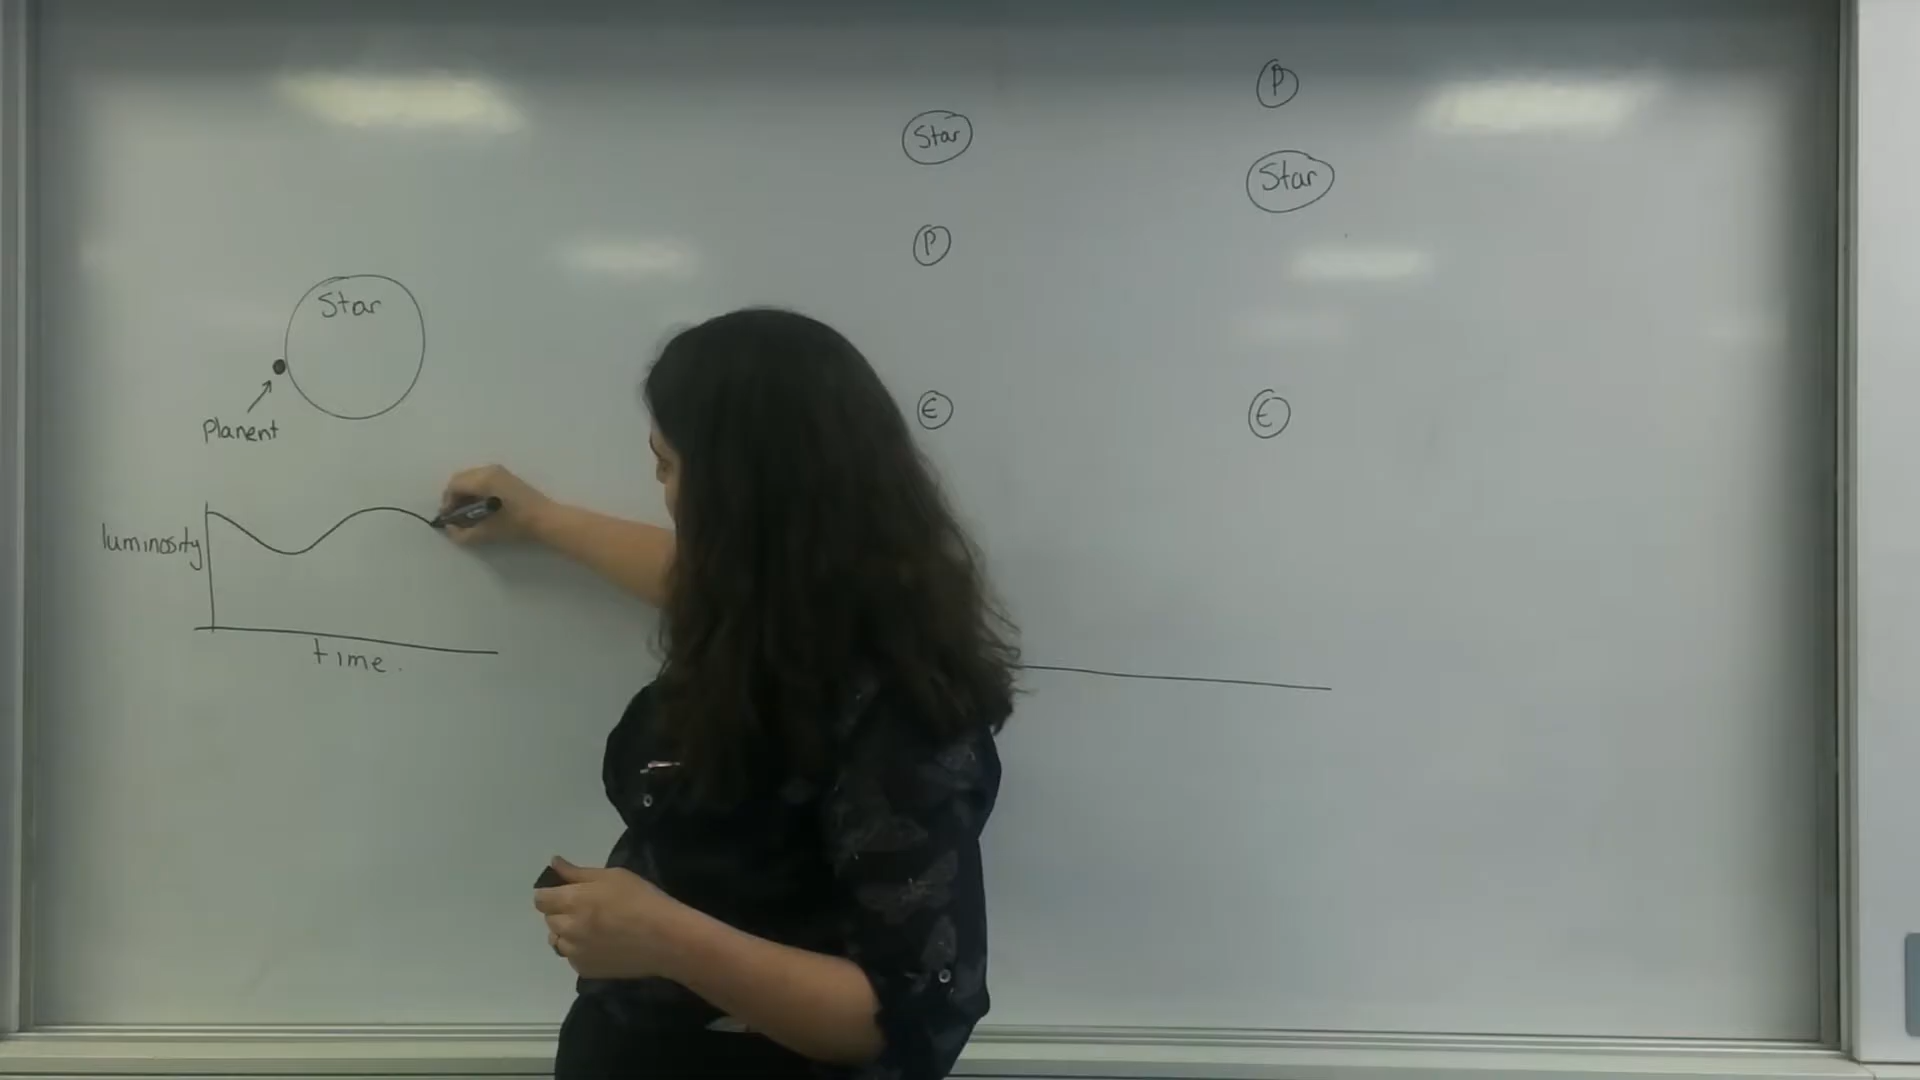 Star
Planent
luminosity
time.
Star
P
E
P
Star
E